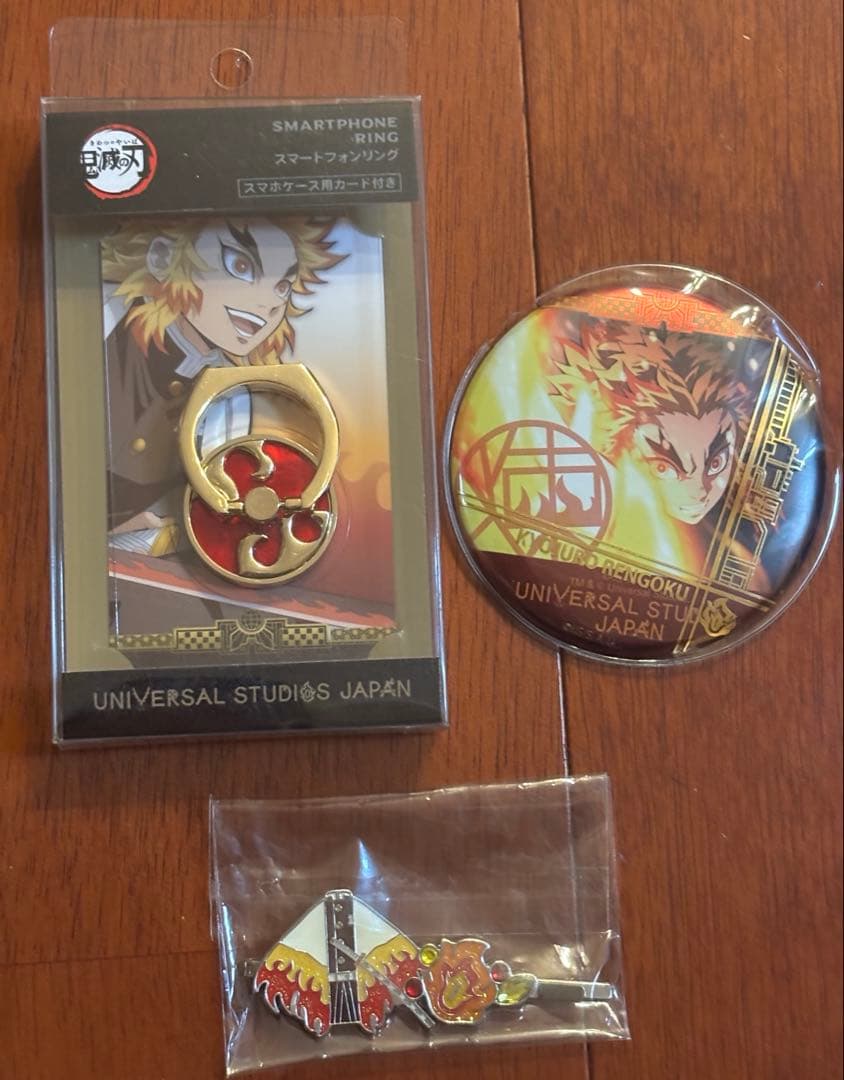 きめつのやいば
鬼滅の刃
SMARTPHONE
RING
スマートフォンリング
スマホケース用カード付き
UNIVERSAL STUDIOS JAPAN
KYOJURO RENGOKU
UNIVERSAL STUDIOS
JAPAN